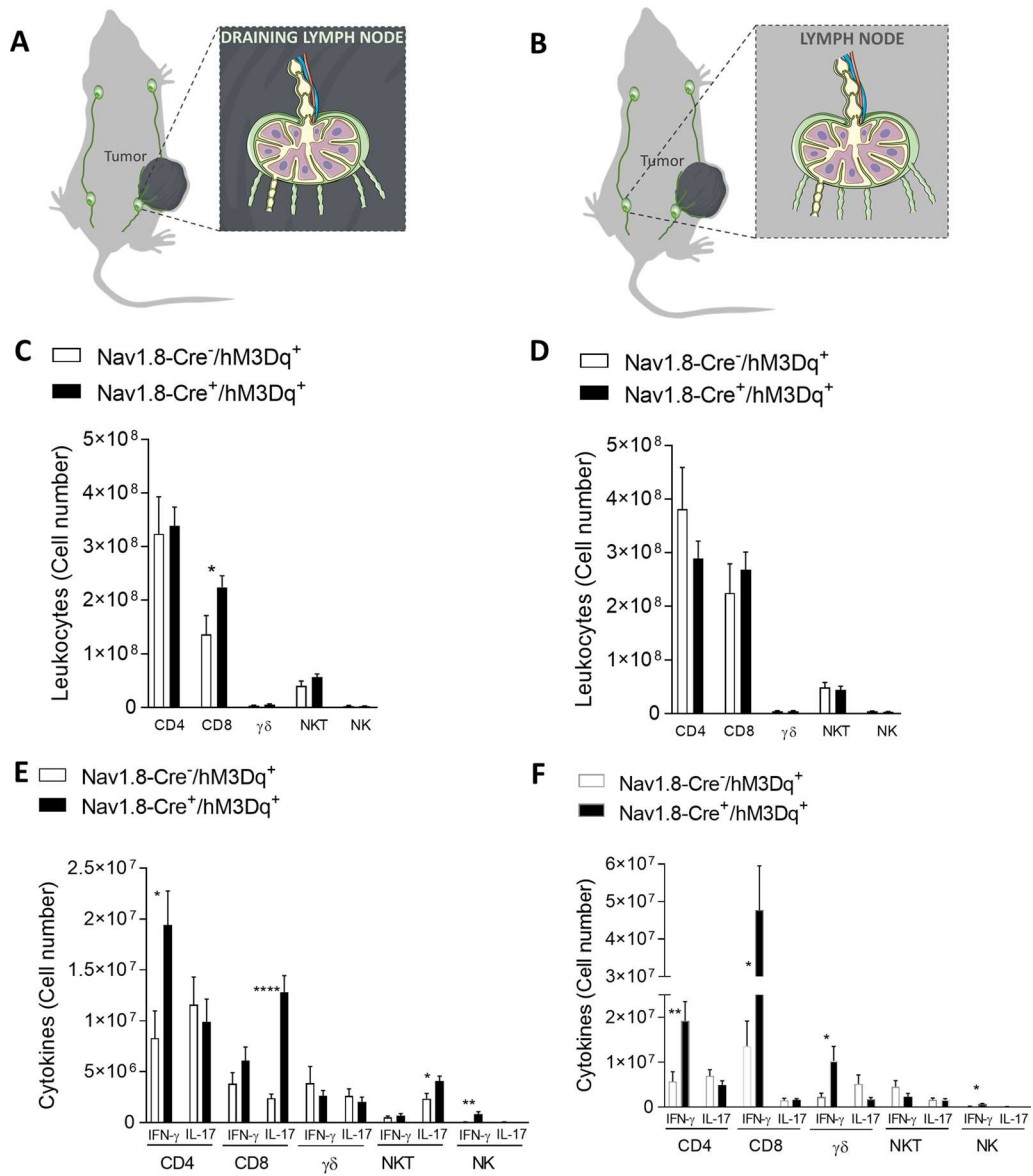 A
DRAINING LYMPH NODE
Tumor
B
LYMPH NODE
Tumor
C
Nav1.8-Cre⁻/hM3Dq⁺
Nav1.8-Cre⁺/hM3Dq⁺
Leukocytes (Cell number)
5×10⁸
4×10⁸
3×10⁸
2×10⁸
1×10⁸
0
*
CD4 CD8 γδ NKT NK
D
Nav1.8-Cre⁻/hM3Dq⁺
Nav1.8-Cre⁺/hM3Dq⁺
Leukocytes (Cell number)
5×10⁸
4×10⁸
3×10⁸
2×10⁸
1×10⁸
0
CD4 CD8 γδ NKT NK
E
Nav1.8-Cre⁻/hM3Dq⁺
Nav1.8-Cre⁺/hM3Dq⁺
Cytokines (Cell number)
2.5×10⁷
2×10⁷
1.5×10⁷
1×10⁷
5×10⁶
0
* **** * **
IFN-γ IL-17 IFN-γ IL-17 IFN-γ IL-17 IFN-γ IL-17 IFN-γ IL-17
CD4 CD8 γδ NKT NK
F
Nav1.8-Cre⁻/hM3Dq⁺
Nav1.8-Cre⁺/hM3Dq⁺
Cytokines (Cell number)
6×10⁷
5×10⁷
4×10⁷
3×10⁷
2×10⁷
1×10⁷
0
** * * *
IFN-γ IL-17 IFN-γ IL-17 IFN-γ IL-17 IFN-γ IL-17 IFN-γ IL-17
CD4 CD8 γδ NKT NK